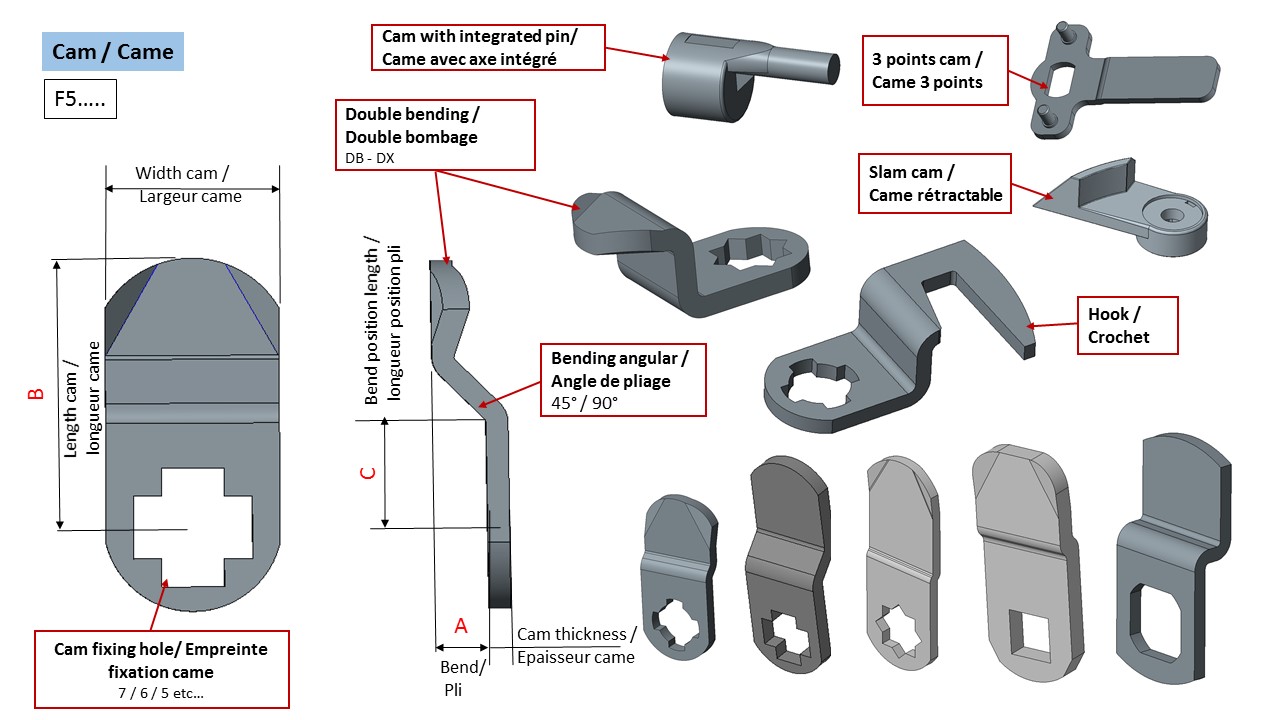 Cam / Came
F5.....
Cam with integrated pin/
Came avec axe intégré
3 points cam /
Came 3 points
Double bending /
Double bombage
DB - DX
Slam cam /
Came rétractable
Width cam /
Largeur came
Bend position length /
longueur position pli
Hook /
Crochet
Bending angular /
Angle de pliage
45° / 90°
B
Length cam /
longueur came
C
A
Cam thickness /
Epaisseur came
Bend/
Pli
Cam fixing hole/ Empreinte
fixation came
7 / 6 / 5 etc...